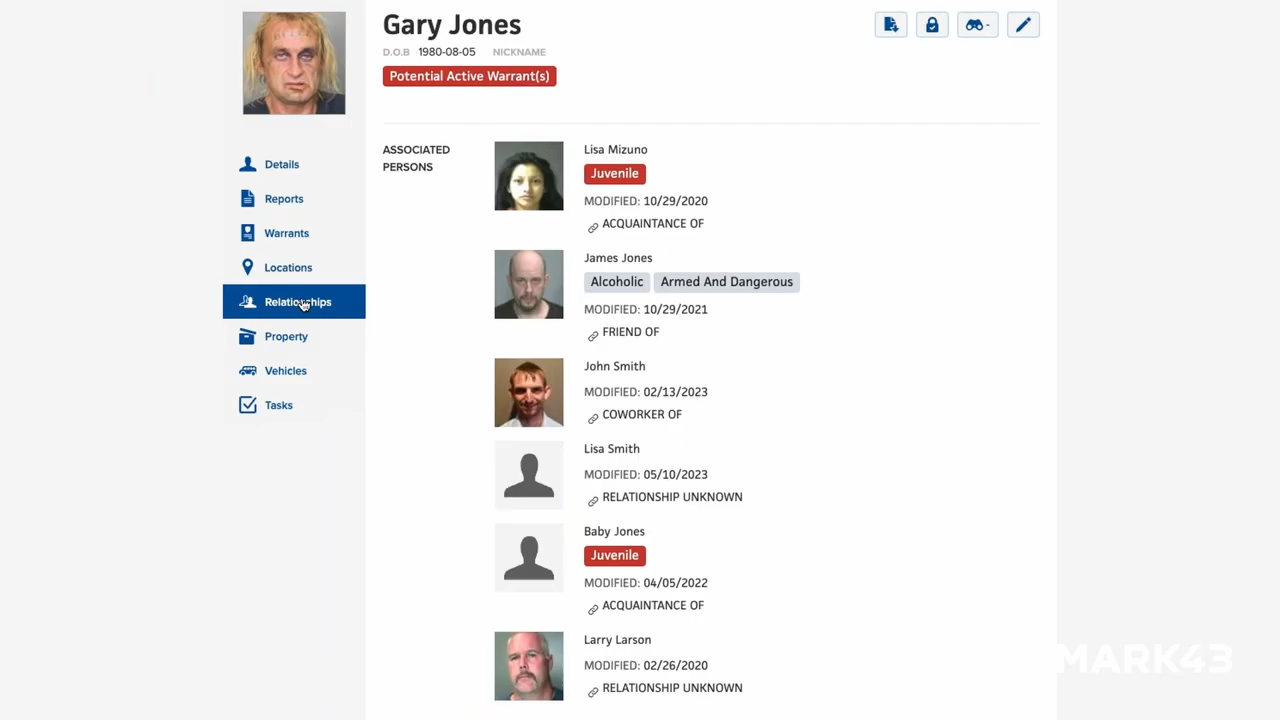 Gary Jones
D.O.B 1980-08-05 NICKNAME
Potential Active Warrant(s)
Details
Reports
Warrants
Locations
Relationships
Property
Vehicles
Tasks
ASSOCIATED
PERSONS
Lisa Mizuno
Juvenile
MODIFIED: 10/29/2020
ACQUAINTANCE OF
James Jones
Alcoholic Armed And Dangerous
MODIFIED: 10/29/2021
FRIEND OF
John Smith
MODIFIED: 02/13/2023
COWORKER OF
Lisa Smith
MODIFIED: 05/10/2023
RELATIONSHIP UNKNOWN
Baby Jones
Juvenile
MODIFIED: 04/05/2022
ACQUAINTANCE OF
Larry Larson
MODIFIED: 02/26/2020
RELATIONSHIP UNKNOWN
MARK43